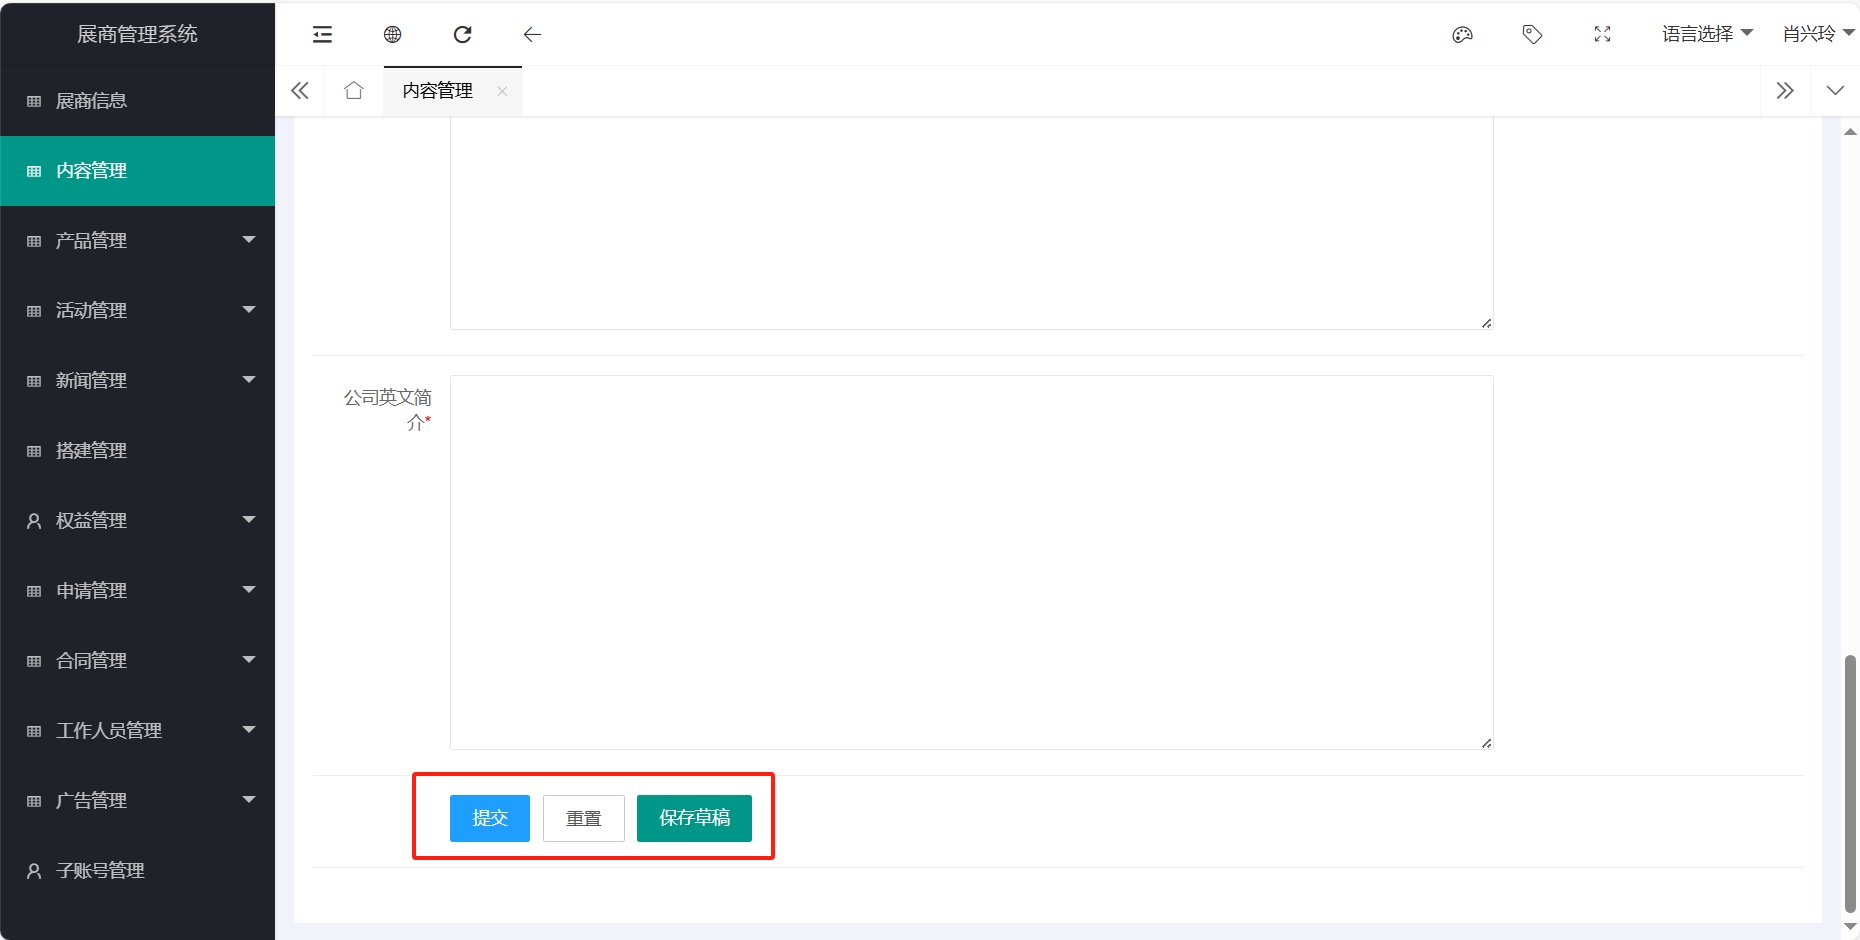 展商管理系统
语言选择
肖兴玲
内容管理
展商信息
内容管理
产品管理
活动管理
新闻管理
搭建管理
权益管理
申请管理
合同管理
工作人员管理
广告管理
子账号管理
公司英文简
介*
提交
重置
保存草稿